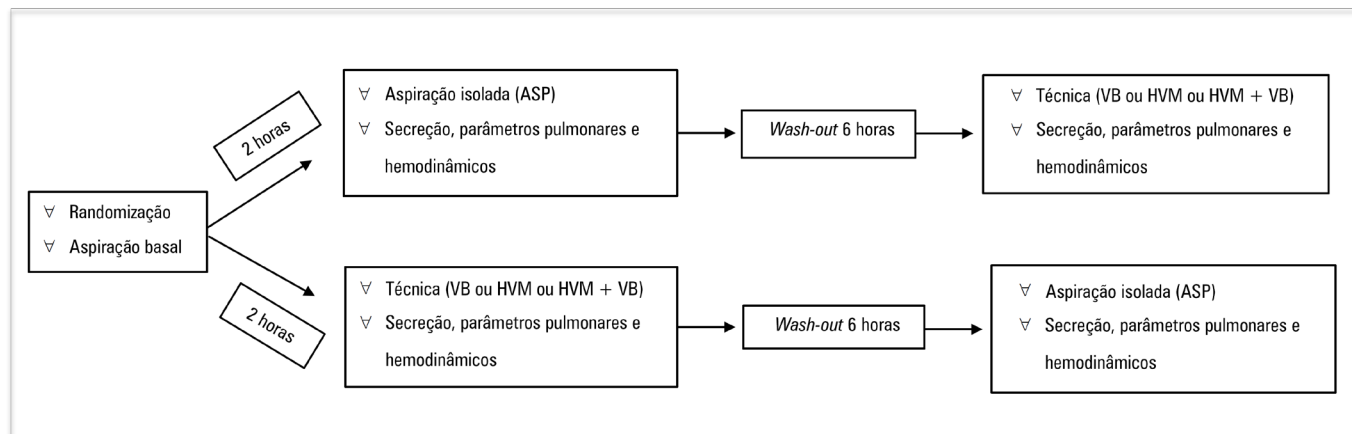 ∀ Randomização
∀ Aspiração basal
2 horas
∀ Aspiração isolada (ASP)
∀ Secreção, parâmetros pulmonares e
hemodinâmicos
Wash-out 6 horas
∀ Técnica (VB ou HVM ou HVM + VB)
∀ Secreção, parâmetros pulmonares e
hemodinâmicos
2 horas
∀ Técnica (VB ou HVM ou HVM + VB)
∀ Secreção, parâmetros pulmonares e
hemodinâmicos
Wash-out 6 horas
∀ Aspiração isolada (ASP)
∀ Secreção, parâmetros pulmonares e
hemodinâmicos